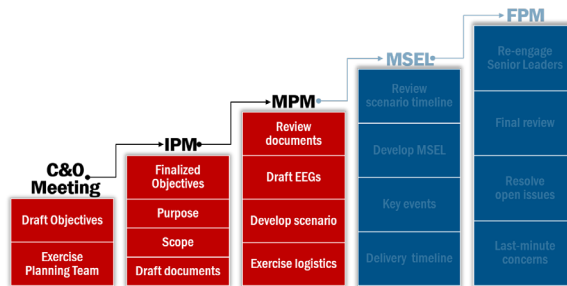 C&O
Meeting
Draft Objectives
Exercise
Planning Team
IPM
Finalized
Objectives
Purpose
Scope
Draft documents
MPM
Review
documents
Draft EEGs
Develop scenario
Exercise logistics
MSEL
Review
scenario timeline
Develop MSEL
Key events
Delivery timeline
FPM
Re-engage
Senior Leaders
Final review
Resolve
open issues
Last-minute
concerns